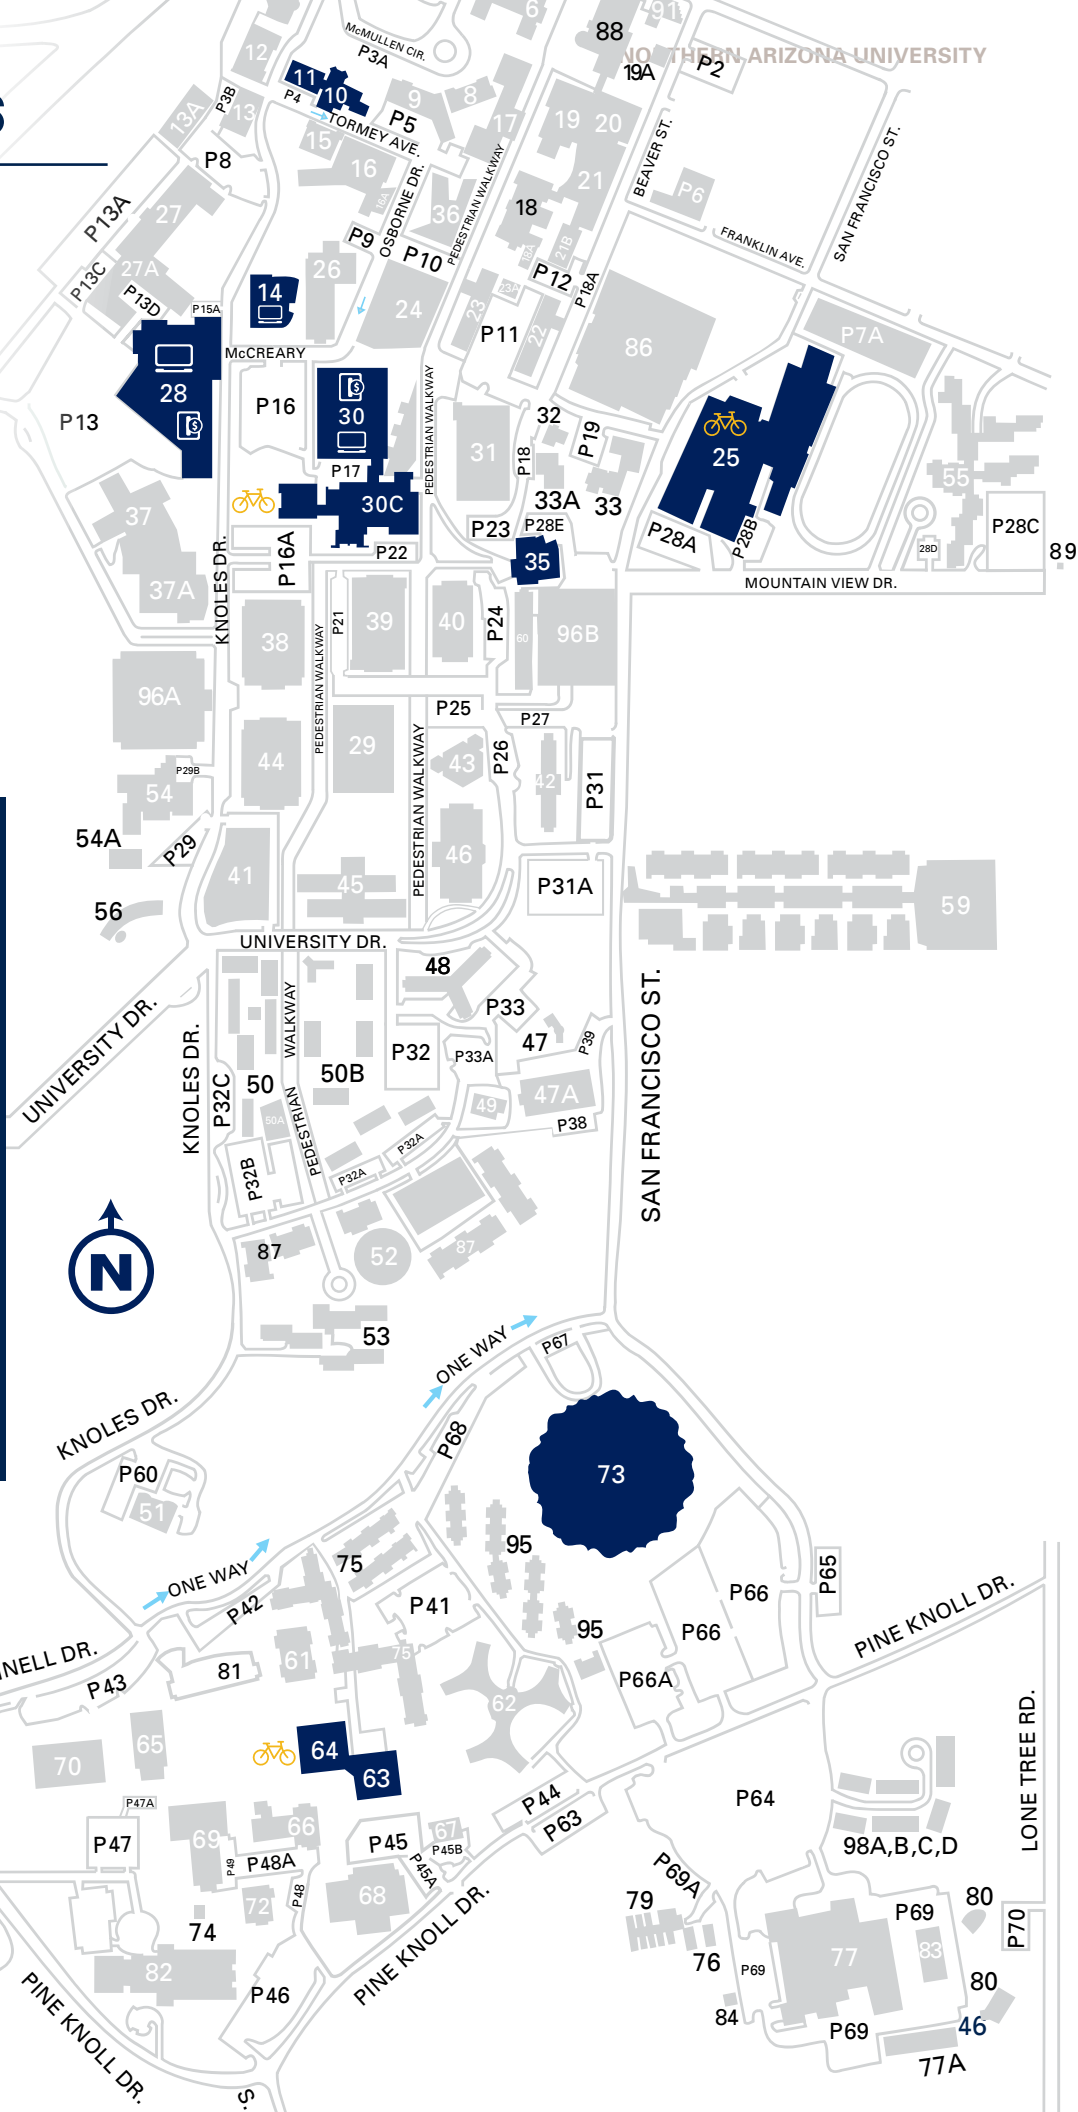 6
91
88
NORTHERN ARIZONA UNIVERSITY
McMULLEN CIR.
P3A
12
19A
P2
11
10
P4
P3B
9
8
13A
13
P5
TORMEY AVE.
17
19
20
15
BEAVER ST.
SAN FRANCISCO ST.
P8
16
16A
OSBORNE DR.
PEDESTRIAN WALKWAY
21
P6
P13A
27
36
18
P9
P10
18A
21B
FRANKLIN AVE.
27A
P13C
26
P12
P18A
P13D
14
23A
P15A
24
23
P11
22
86
P7A
McCREARY
28
30
P13
P16
PEDESTRIAN WALKWAY
32
P19
31
P18
25
P17
55
33A
33
30C
37
P23
P28E
P28A
P28B
P28C
P22
P16A
35
28D
89
KNOLES DR.
37A
MOUNTAIN VIEW DR.
38
P21
39
40
P24
60
96B
PEDESTRIAN WALKWAY
96A
P25
P27
44
29
PEDESTRIAN WALKWAY
43
P26
42
P31
P29B
54
54A
P29
41
45
46
P31A
56
59
UNIVERSITY DR.
48
UNIVERSITY DR.
SAN FRANCISCO ST.
PEDESTRIAN WALKWAY
P33
KNOLES DR.
P32C
50
50B
P32
P33A
47
P39
47A
49
50A
P38
P32A
P32B
P32A
87
52
87
N
53
ONE WAY
P67
KNOLES DR.
P68
73
P60
51
95
75
ONE WAY
P65
P42
P41
P66
PINE KNOLL DR.
95
P66
NELL DR.
P43
81
61
75
P66A
62
65
70
64
63
LONE TREE RD.
P47A
P44
P64
P63
P47
69
66
P45
67
P45B
98A,B,C,D
P49
P48A
P45A
P69A
72
P48
68
79
P69
80
P70
74
PINE KNOLL DR.
76
77
83
82
P69
80
P46
84
P69
46
PINE KNOLL DR.
77A
S.